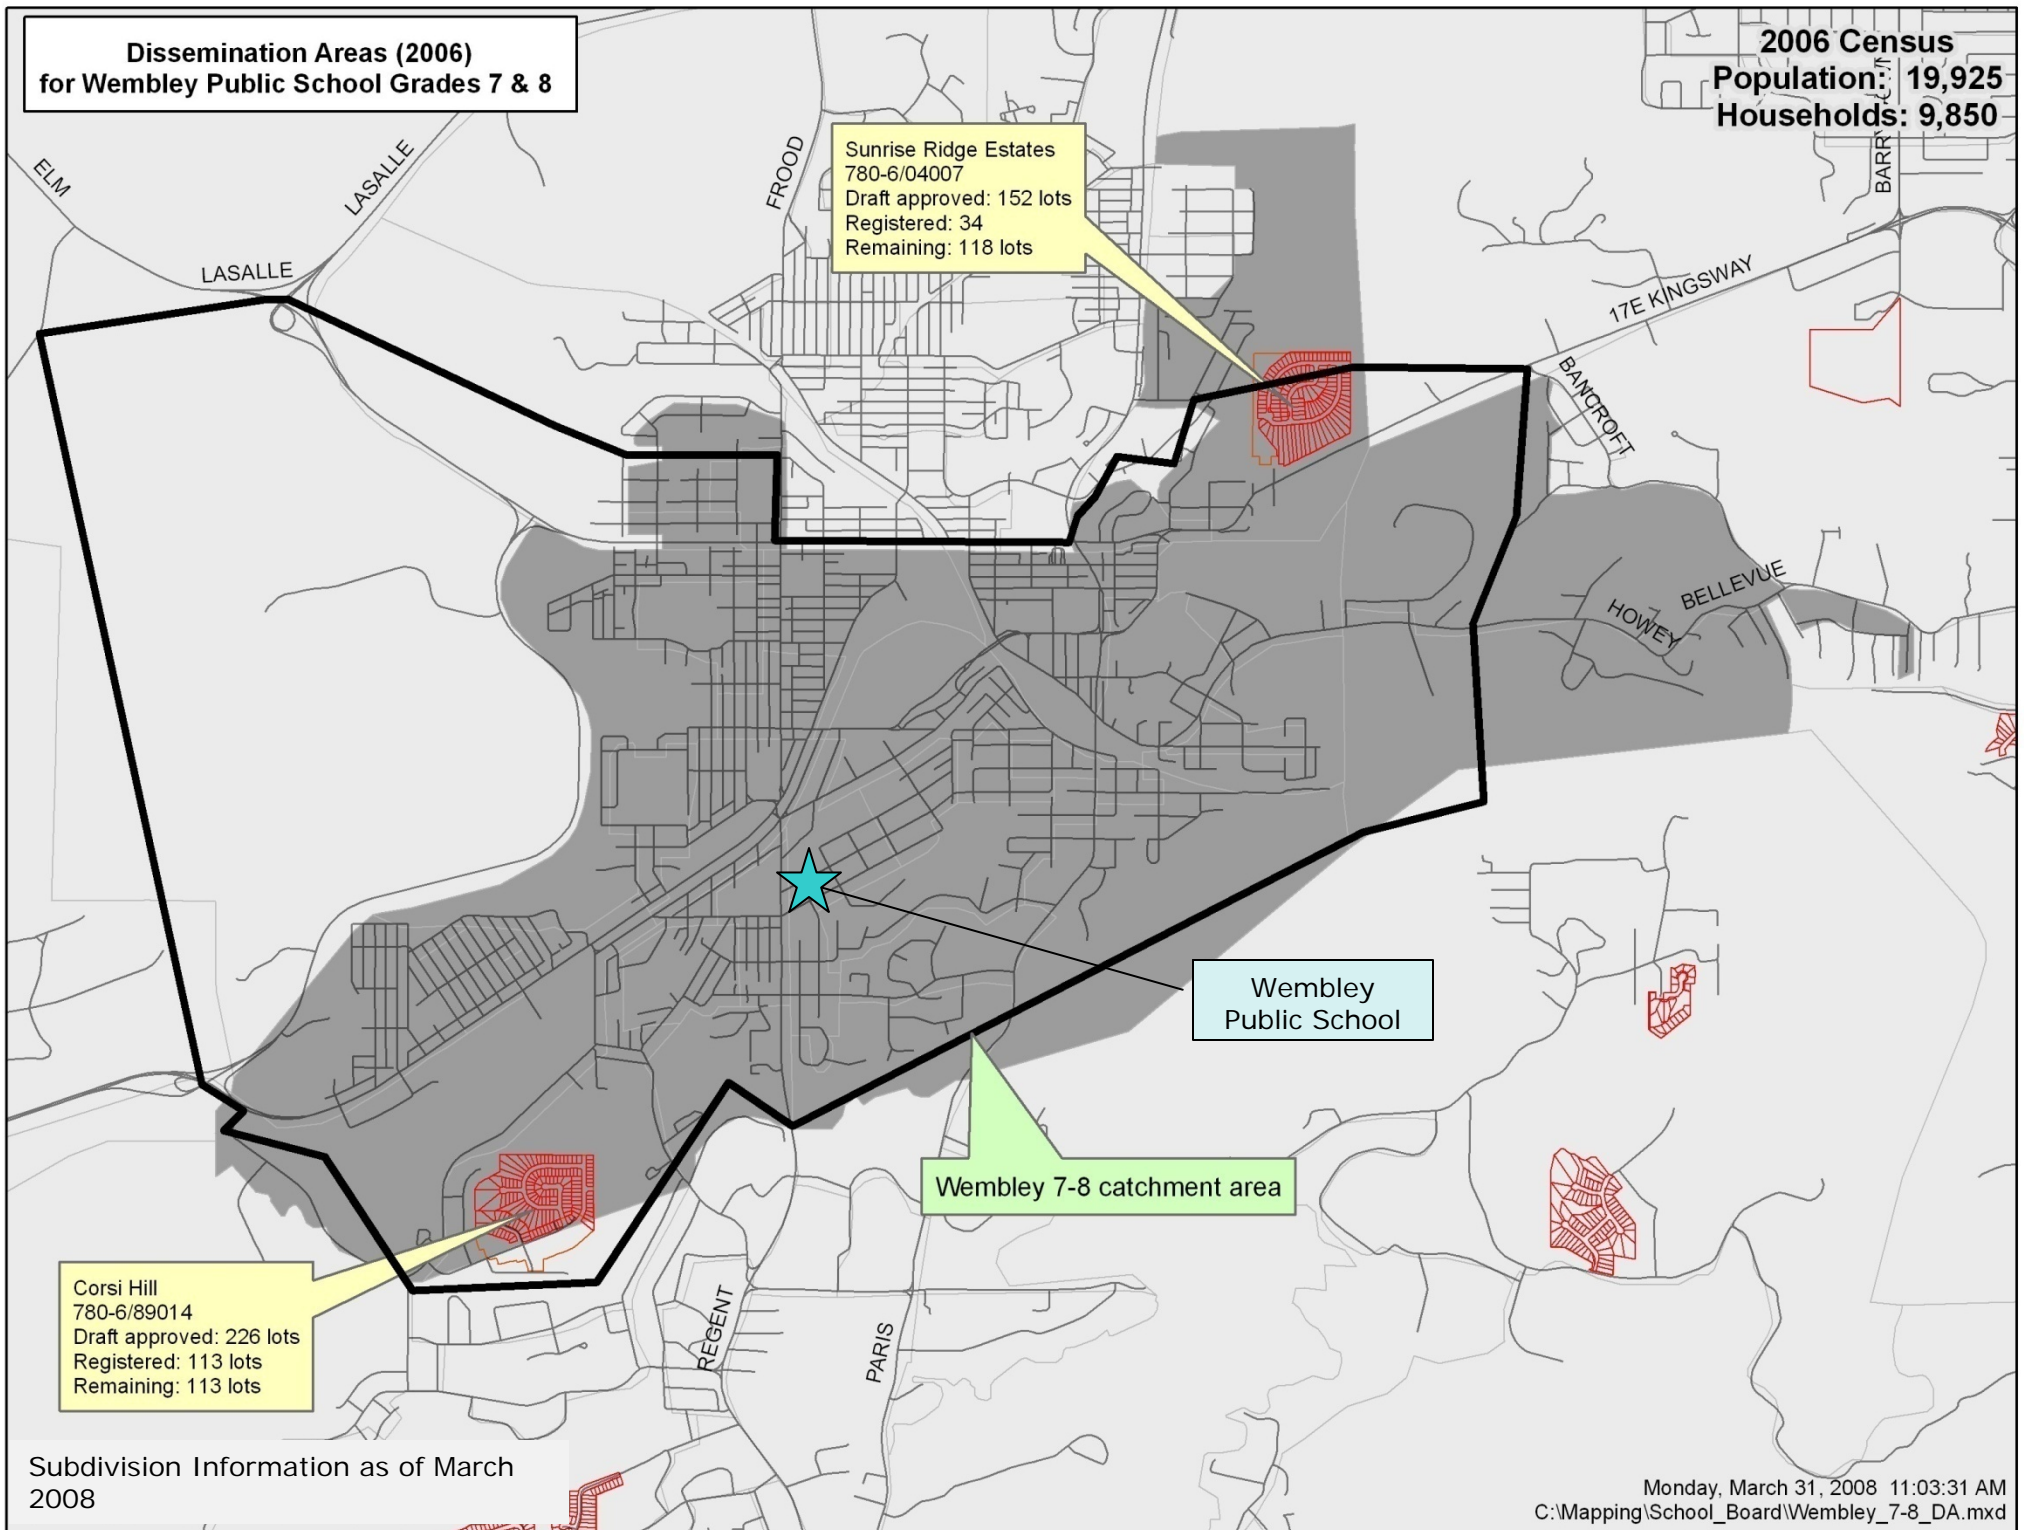 Dissemination Areas (2006)
for Wembley Public School Grades 7 & 8
2006 Census
Population: 19,925
Households: 9,850
ELM
LASALLE
LASALLE
FROOD
Sunrise Ridge Estates
780-6/04007
Draft approved: 152 lots
Registered: 34
Remaining: 118 lots
17E KINGSWAY
BANCROFT
HOWEY
BELLEVUE
Wembley
Public School
Wembley 7-8 catchment area
Corsi Hill
780-6/89014
Draft approved: 226 lots
Registered: 113 lots
Remaining: 113 lots
REGENT
PARIS
Subdivision Information as of March
2008
Monday, March 31, 2008 11:03:31 AM
C:\Mapping\School_Board\Wembley_7-8_DA.mxd